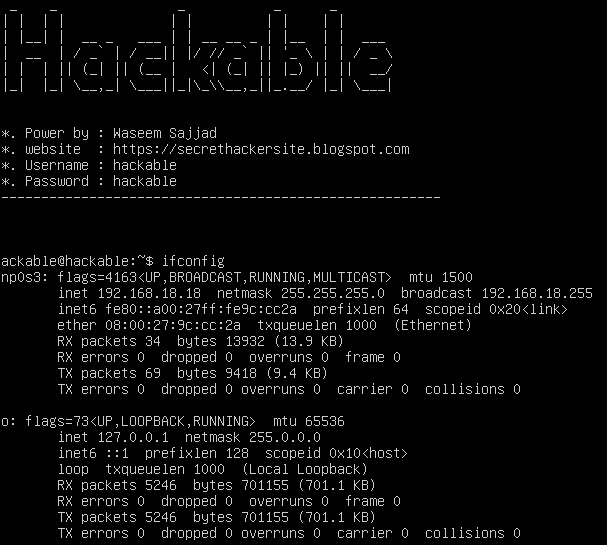 Hackable
*. Power by : Waseem Sajjad
*. website  : https://secrethackersite.blogspot.com
*. Username : hackable
*. Password : hackable
-------------------------------------------------------
ackable@hackable:~$ ifconfig
np0s3: flags=4163<UP,BROADCAST,RUNNING,MULTICAST>  mtu 1500
inet 192.168.18.18  netmask 255.255.255.0  broadcast 192.168.18.255
inet6 fe80::a00:27ff:fe9c:cc2a  prefixlen 64  scopeid 0x20<link>
ether 08:00:27:9c:cc:2a  txqueuelen 1000  (Ethernet)
RX packets 34  bytes 13932 (13.9 KB)
RX errors 0  dropped 0  overruns 0  frame 0
TX packets 69  bytes 9418 (9.4 KB)
TX errors 0  dropped 0 overruns 0  carrier 0  collisions 0
o: flags=73<UP,LOOPBACK,RUNNING>  mtu 65536
inet 127.0.0.1  netmask 255.0.0.0
inet6 ::1  prefixlen 128  scopeid 0x10<host>
loop  txqueuelen 1000  (Local Loopback)
RX packets 5246  bytes 701155 (701.1 KB)
RX errors 0  dropped 0  overruns 0  frame 0
TX packets 5246  bytes 701155 (701.1 KB)
TX errors 0  dropped 0 overruns 0  carrier 0  collisions 0